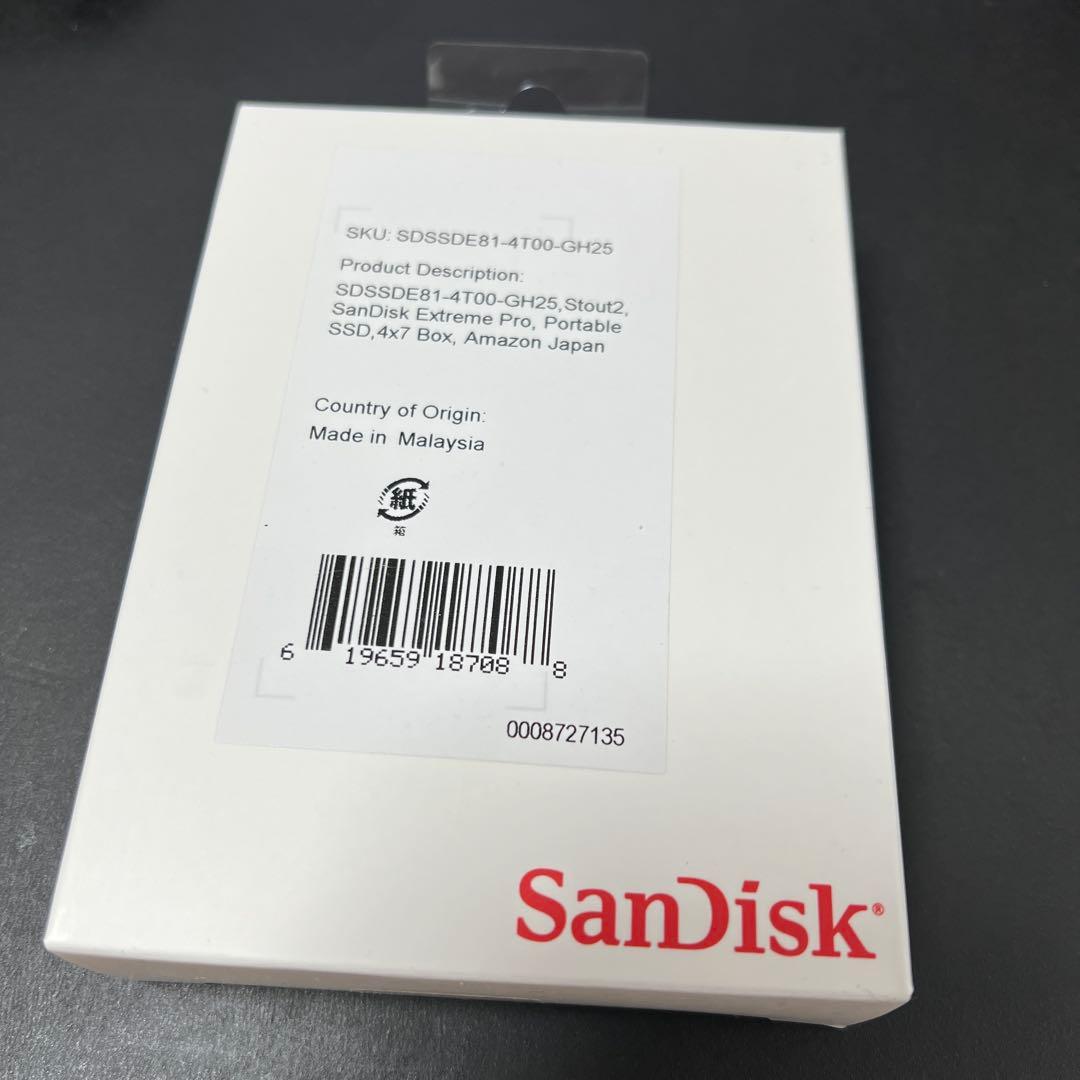 SKU: SDSSDE81-4T00-GH25
Product Description:
SDSSDE81-4T00-GH25,Stout2,
SanDisk Extreme Pro, Portable
SSD,4x7 Box, Amazon Japan
Country of Origin:
Made in Malaysia
紙
箱
6 19659 18708 8
0008727135
SanDisk®